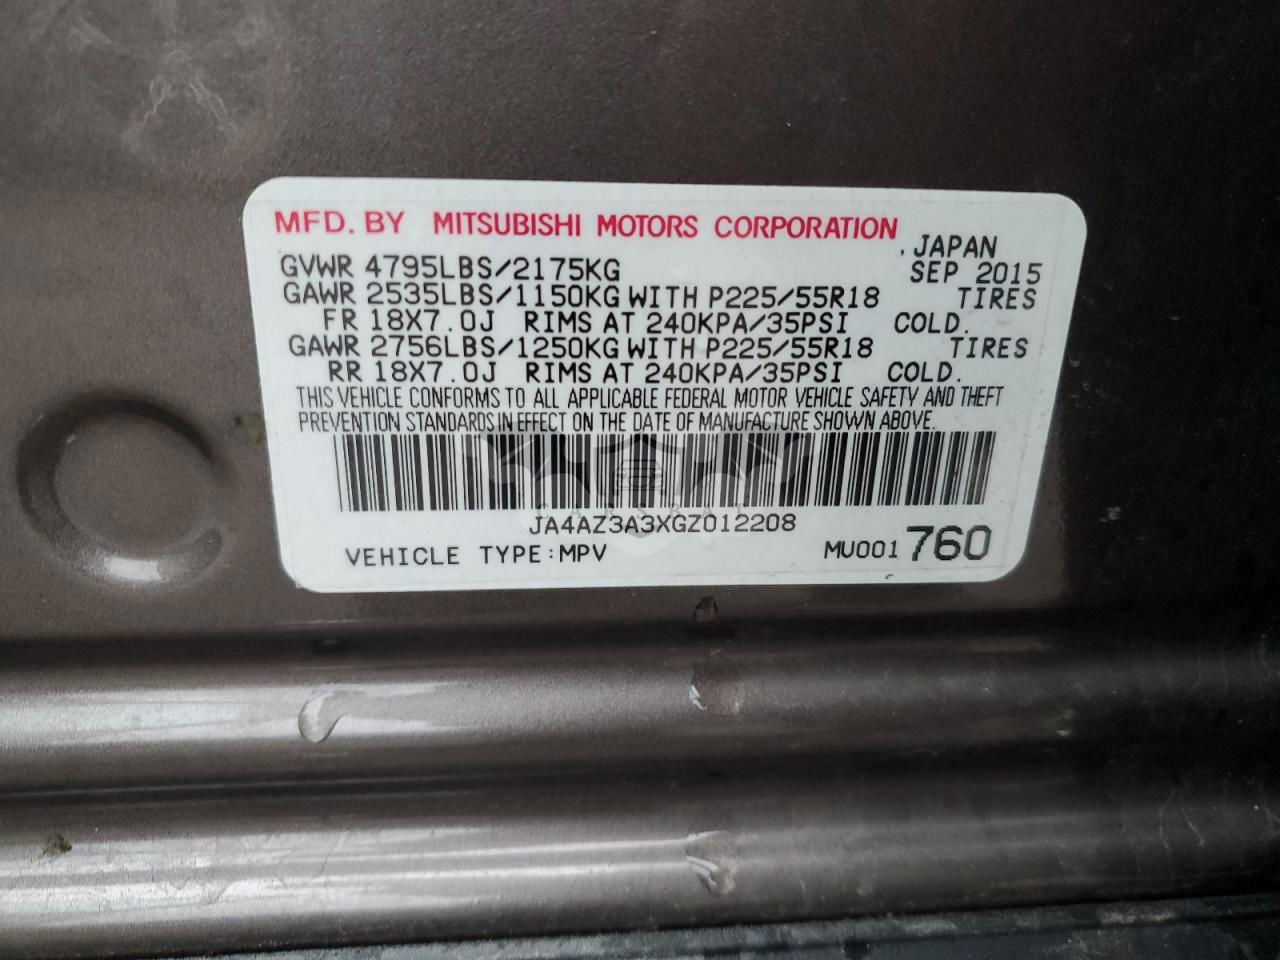 MFD. BY MITSUBISHI MOTORS CORPORATION
, JAPAN
GVWR 4795LBS/2175KG SEP 2015
GAWR 2535LBS/1150KG WITH P225/55R18 TIRES
FR 18X7.0J RIMS AT 240KPA/35PSI COLD.
GAWR 2756LBS/1250KG WITH P225/55R18 TIRES
RR 18X7.0J RIMS AT 240KPA/35PSI COLD.
THIS VEHICLE CONFORMS TO ALL APPLICABLE FEDERAL MOTOR VEHICLE SAFETY AND THEFT
PREVENTION STANDARDS IN EFFECT ON THE DATE OF MANUFACTURE SHOWN ABOVE.
JA4AZ3A3XGZ012208
VEHICLE TYPE:MPV MU001 760